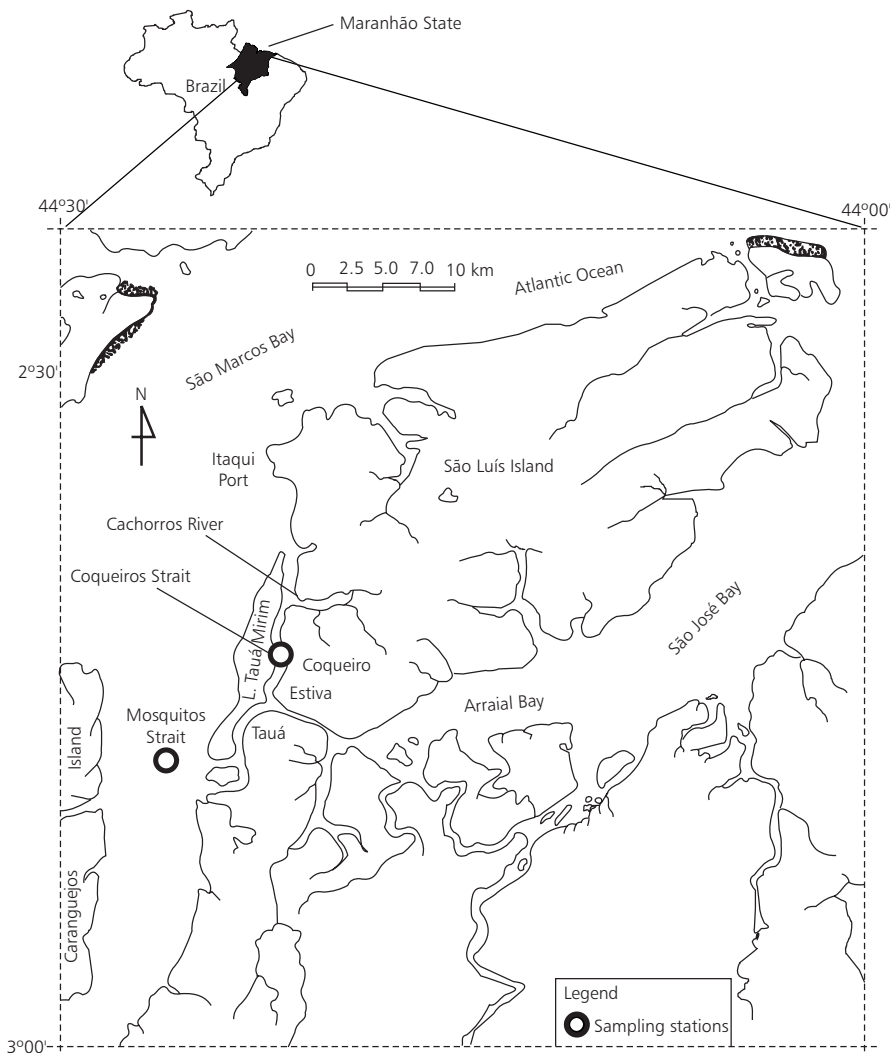 Maranhão State
Brazil
44º30'
44º00'
0 2.5 5.0 7.0 10 km
Atlantic Ocean
São Marcos Bay
2º30'
N
Itaqui
Port
São Luís Island
Cachorros River
Coqueiros Strait
L. Tauá Mirim
São José Bay
Coqueiro
Estiva
Arraial Bay
Mosquitos
Strait
Tauá
Island
Caranguejos
Legend
Sampling stations
3º00'